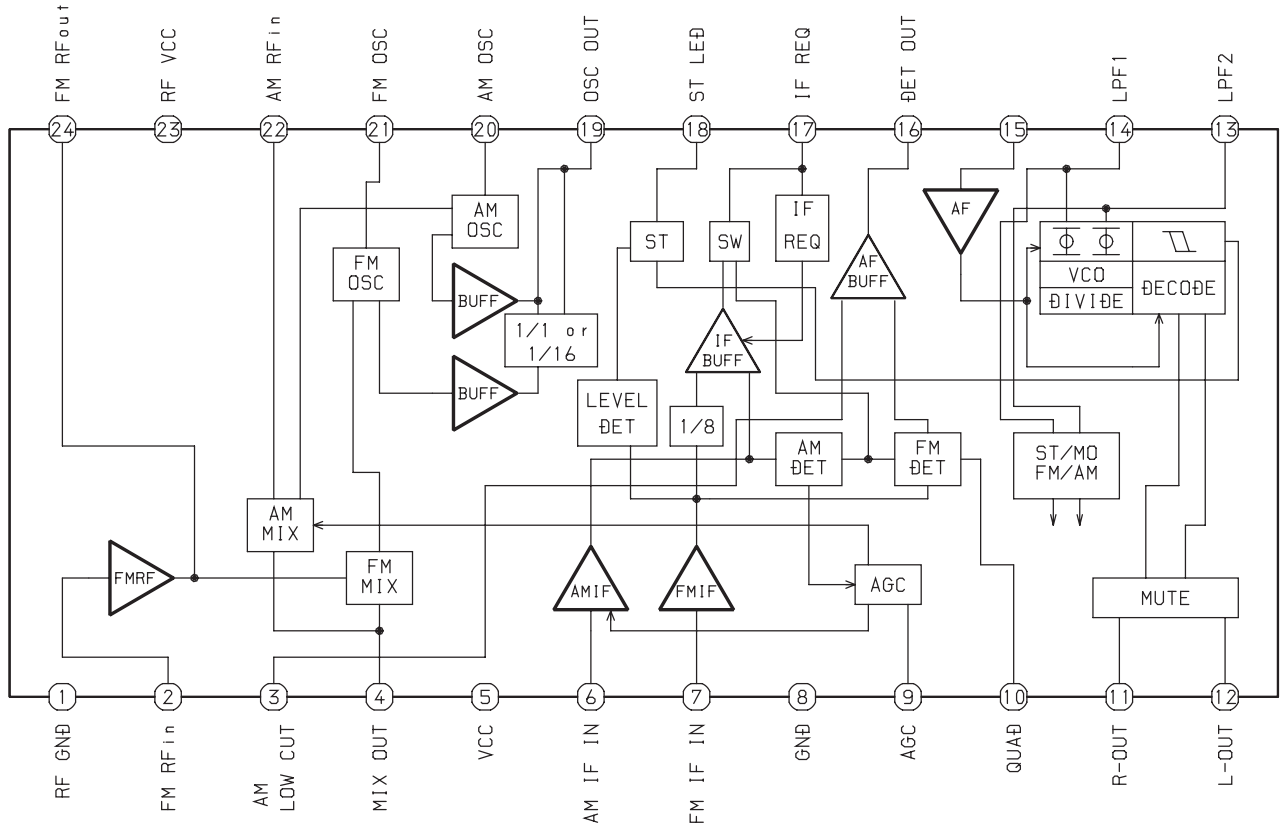 FM RFout
RF VCC
AM RFin
FM OSC
AM OSC
OSC OUT
ST LED
IF REQ
DET OUT
LPF1
LPF2
24
23
22
21
20
19
18
17
16
15
14
13
AM
OSC
FM
OSC
BUFF
1/1 or
1/16
BUFF
ST
SW
IF
REQ
AF
BUFF
AF
VCO
DIVIDE
DECODE
IF
BUFF
LEVEL
DET
1/8
AM
DET
FM
DET
ST/MO
FM/AM
AM
MIX
FMRF
FM
MIX
AMIF
FMIF
AGC
MUTE
1
2
3
4
5
6
7
8
9
10
11
12
RF GND
FM RFin
AM
LOW CUT
MIX OUT
VCC
AM IF IN
FM IF IN
GND
AGC
QUAD
R-OUT
L-OUT